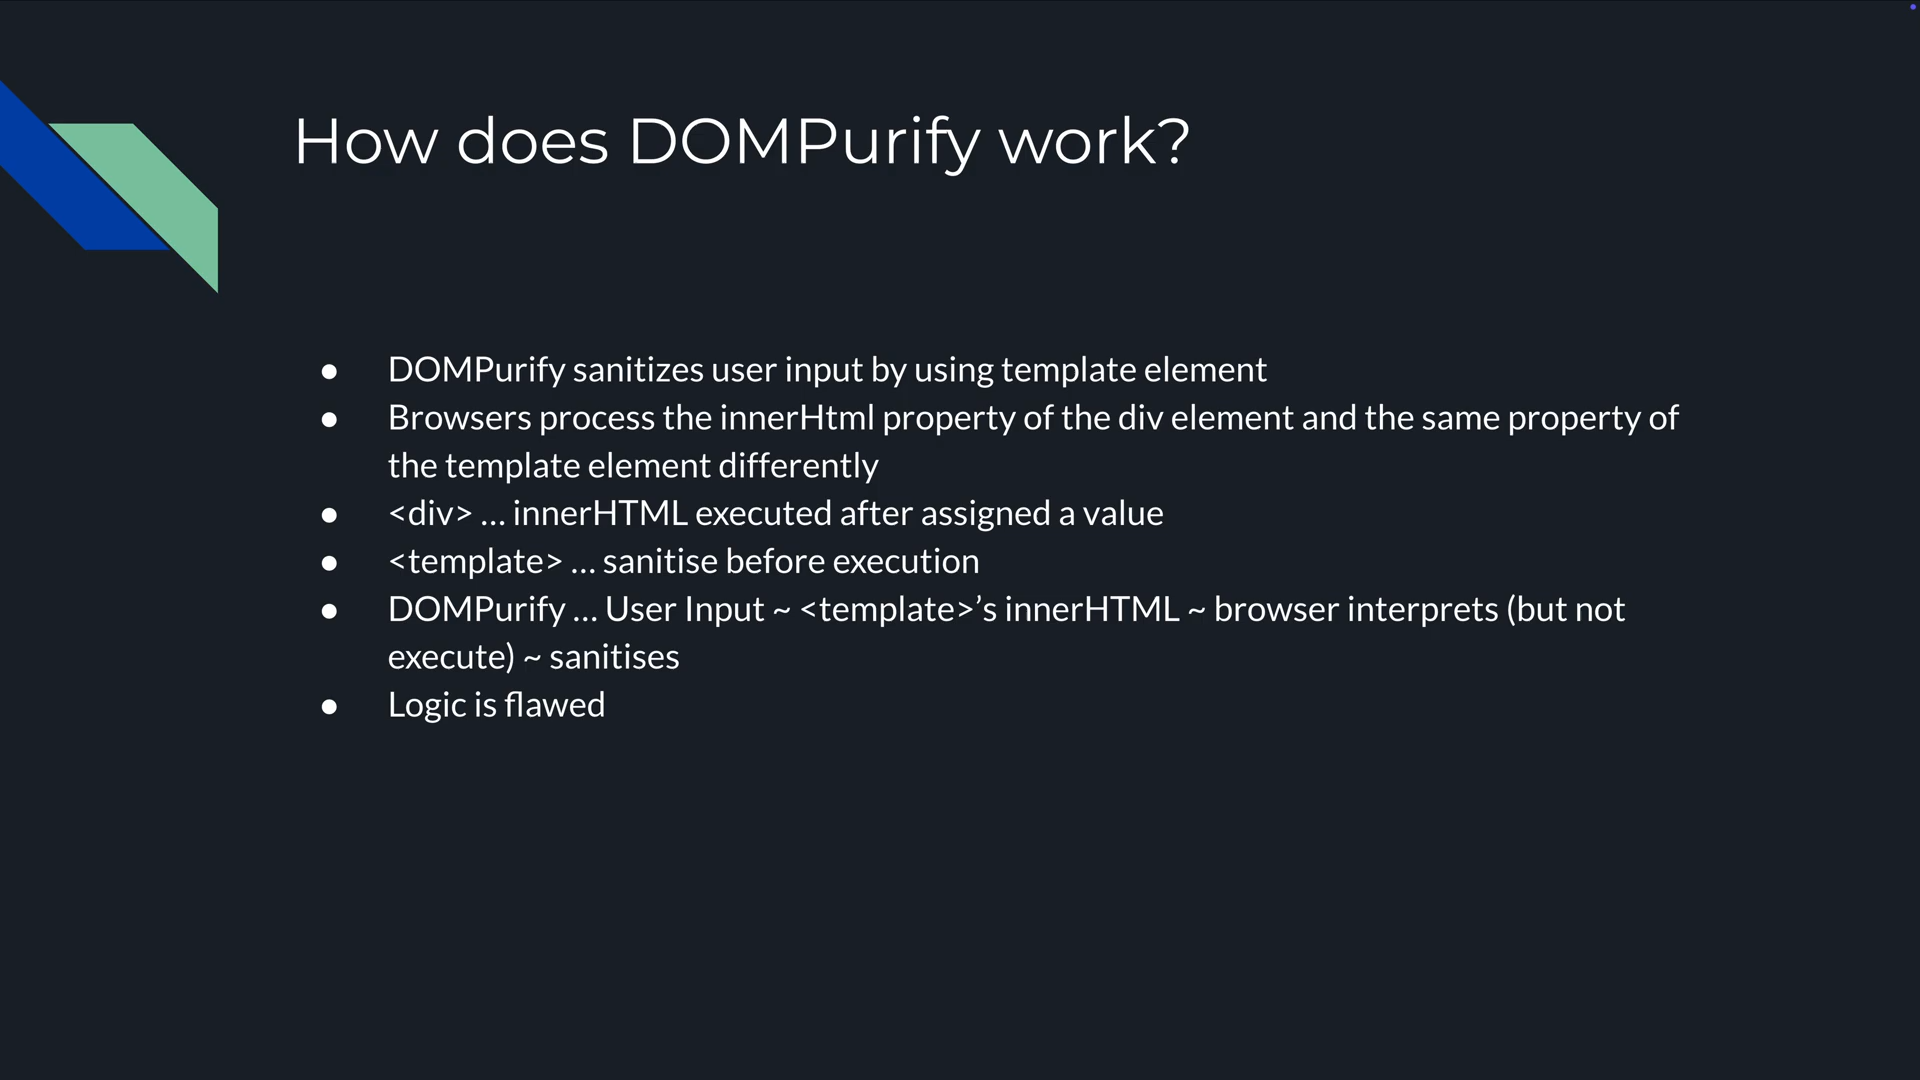 How does DOMPurify work?
● DOMPurify sanitizes user input by using template element
● Browsers process the innerHtml property of the div element and the same property of
the template element differently
● <div> … innerHTML executed after assigned a value
● <template> … sanitise before execution
● DOMPurify … User Input ~ <template>’s innerHTML ~ browser interprets (but not
execute) ~ sanitises
● Logic is flawed